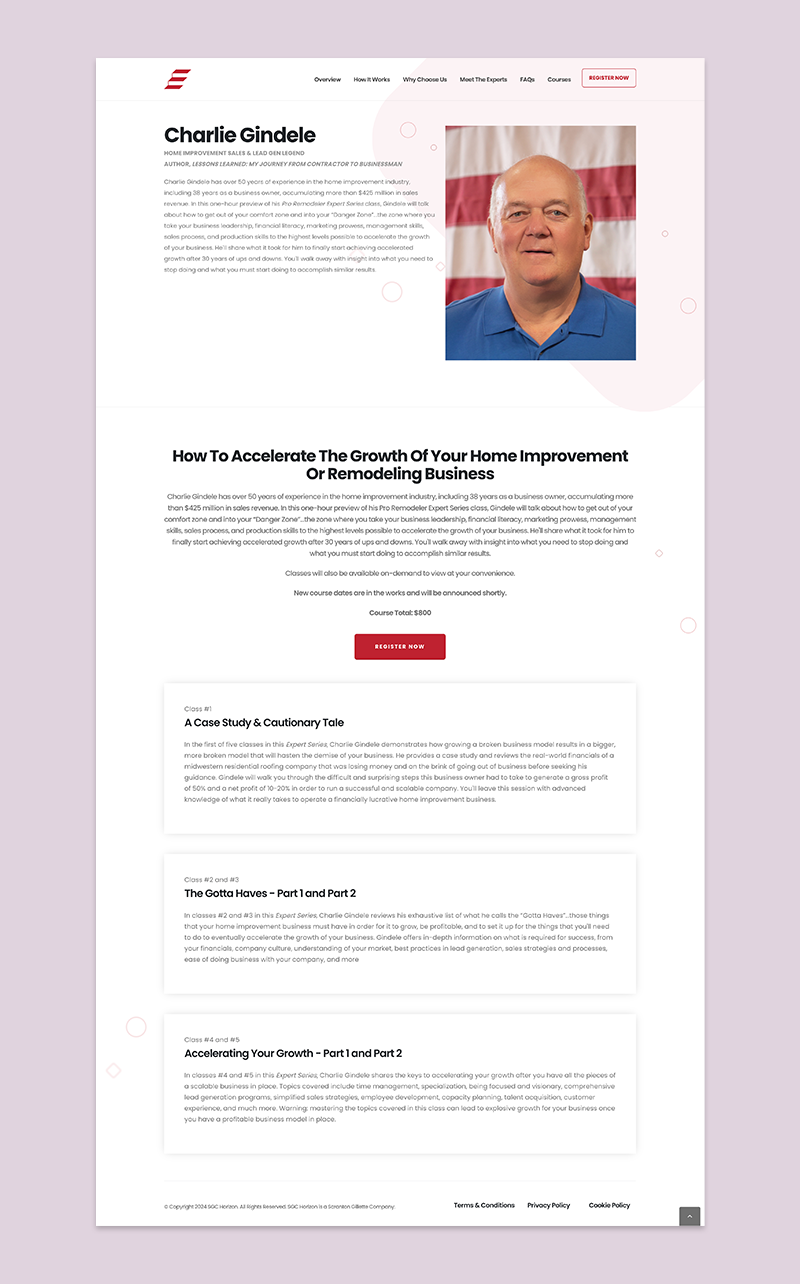 Overview How It Works Why Choose Us Meet The Experts FAQs Courses REGISTER NOW
Charlie Gindele
HOME IMPROVEMENT SALES & LEAD GEN LEGEND
AUTHOR, LESSONS LEARNED: MY JOURNEY FROM CONTRACTOR TO BUSINESSMAN
Charlie Gindele has over 50 years of experience in the home improvement industry,
including 38 years as a business owner, accumulating more than $425 million in sales
revenue. In this one-hour preview of his Pro Remodeler Expert Series class, Gindele will talk
about how to get out of your comfort zone and into your "Danger Zone"...the zone where you
take your business leadership, financial literacy, marketing prowess, management skills,
sales process, and production skills to the highest levels possible to accelerate the growth
of your business. He'll share what it took for him to finally start achieving accelerated
growth after 30 years of ups and downs. You'll walk away with insight into what you need to
stop doing and what you must start doing to accomplish similar results
How To Accelerate The Growth Of Your Home Improvement
Or Remodeling Business
Charlie Gindele has over 50 years of experience in the home improvement industry, including 38 years as a business owner, accumulating more
than $425 million in sales revenue. In this one-hour preview of his Pro Remodeler Expert Series class, Gindele will talk about how to get out of your
comfort zone and into your "Danger Zone"...the zone where you take your business leadership, financial literacy, marketing prowess, management
skills, sales process, and production skills to the highest levels possible to accelerate the growth of your business. He'll share what it took for him to
finally start achieving accelerated growth after 30 years of ups and downs. You'll walk away with insight into what you need to stop doing and
what you must start doing to accomplish similar results.
Classes will also be available on-demand to view at your convenience.
New course dates are in the works and will be announced shortly.
Course Total: $800
REGISTER NOW
Class #1
A Case Study & Cautionary Tale
In the first of five classes in this Expert Series, Charlie Gindele demonstrates how growing a broken business model results in a bigger,
more broken model that will hasten the demise of your business. He provides a case study and reviews the real-world financials of a
midwestern residential roofing company that was losing money and on the brink of going out of business before seeking his
guidance. Gindele will walk you through the difficult and surprising steps this business owner had to take to generate a gross profit
of 50% and a net profit of 10-20% in order to run a successful and scalable company. You'll leave this session with advanced
knowledge of what it really takes to operate a financially lucrative home improvement business.
Class #2 and #3
The Gotta Haves - Part 1 and Part 2
In classes #2 and #3 in this Expert Series, Charlie Gindele reviews his exhaustive list of what he calls the "Gotta Haves"...those things
that your home improvement business must have in order for it to grow, be profitable, and to set it up for the things that you'll need
to do to eventually accelerate the growth of your business. Gindele offers in-depth information on what is required for success, from
your financials, company culture, understanding of your market, best practices in lead generation, sales strategies and processes,
ease of doing business with your company, and more
Class #4 and #5
Accelerating Your Growth - Part 1 and Part 2
In classes #4 and #5 in this Expert Series, Charlie Gindele shares the keys to accelerating your growth after you have all the pieces of
a scalable business in place. Topics covered include time management, specialization, being focused and visionary, comprehensive
lead generation programs, simplified sales strategies, employee development, capacity planning, talent acquisition, customer
experience, and much more. Warning: mastering the topics covered in this class can lead to explosive growth for your business once
you have a profitable business model in place.
© Copyright 2024 SGC Horizon. All Rights Reserved. SGC Horizon is a Scranton Gillette Company. Terms & Conditions Privacy Policy Cookie Policy